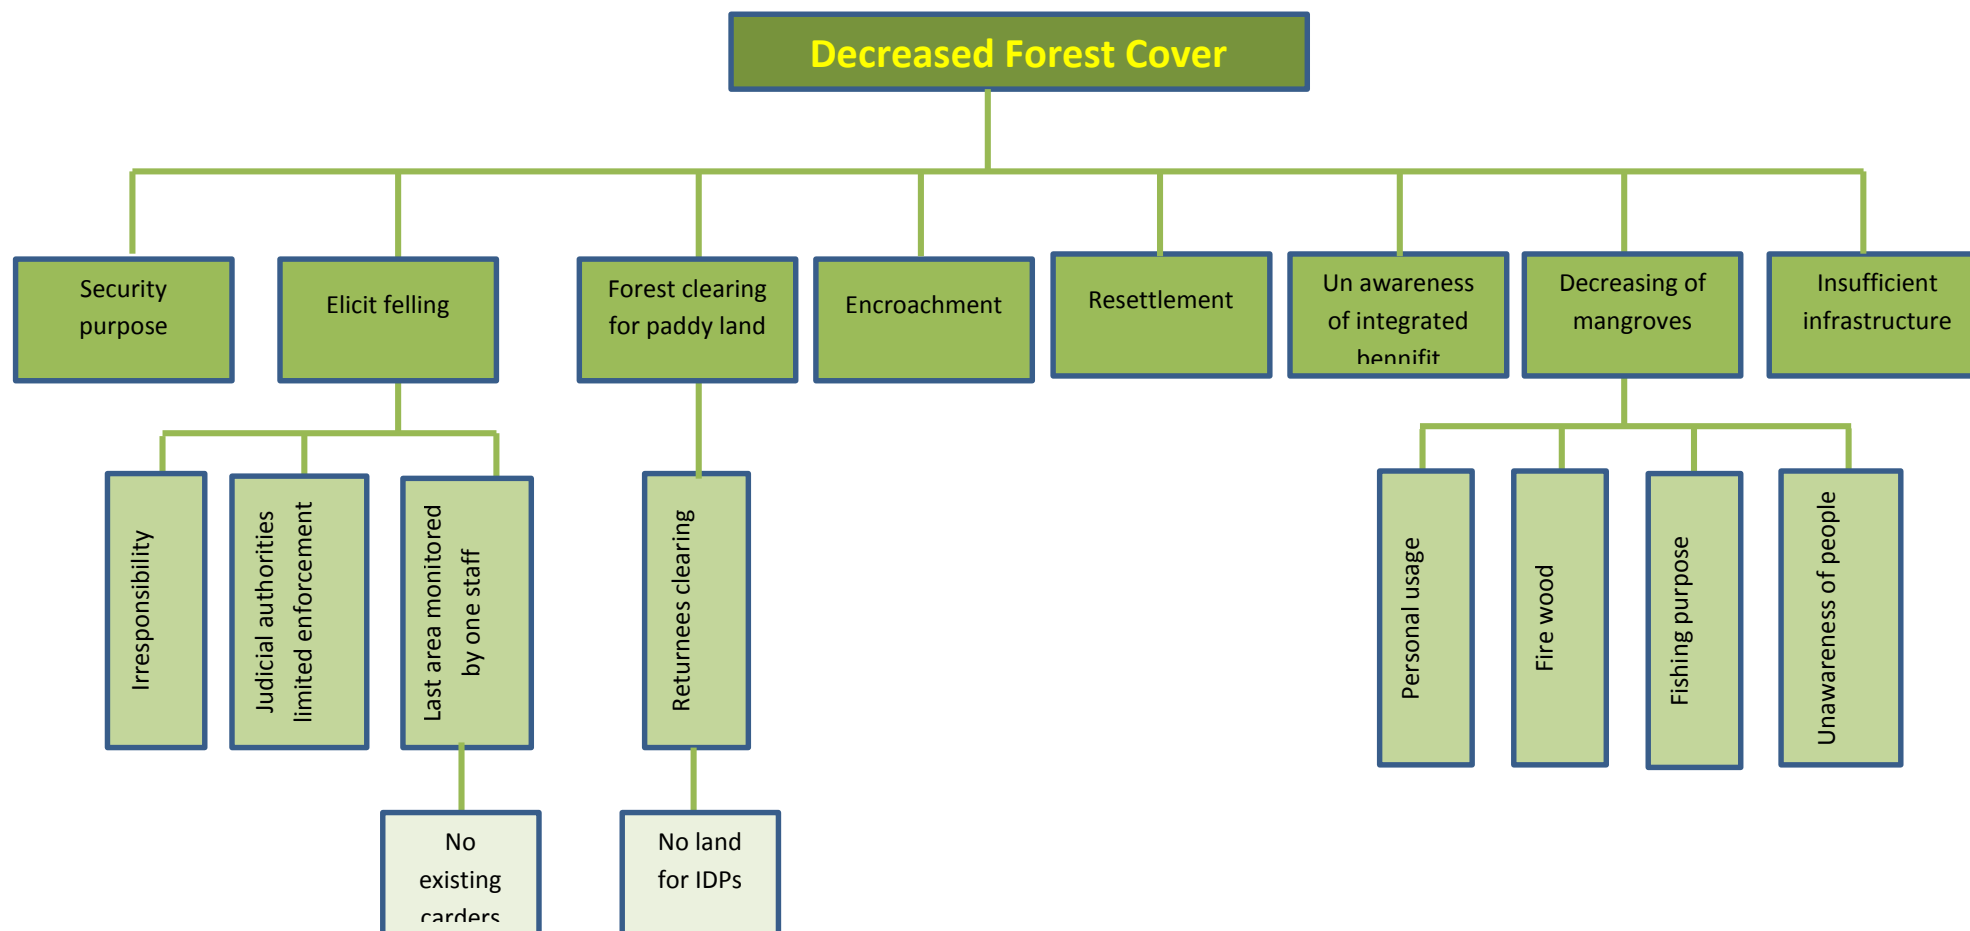 Decreased Forest Cover
Security
purpose
Elicit felling
Forest clearing
for paddy land
Encroachment
Resettlement
Un awareness
of integrated
bennifit
Decreasing of
mangroves
Insufficient
infrastructure
Irresponsibility
Judicial authorities
limited enforcement
Last area monitored
by one staff
Returnees clearing
Personal usage
Fire wood
Fishing purpose
Unawareness of people
No
existing
carders
No land
for IDPs